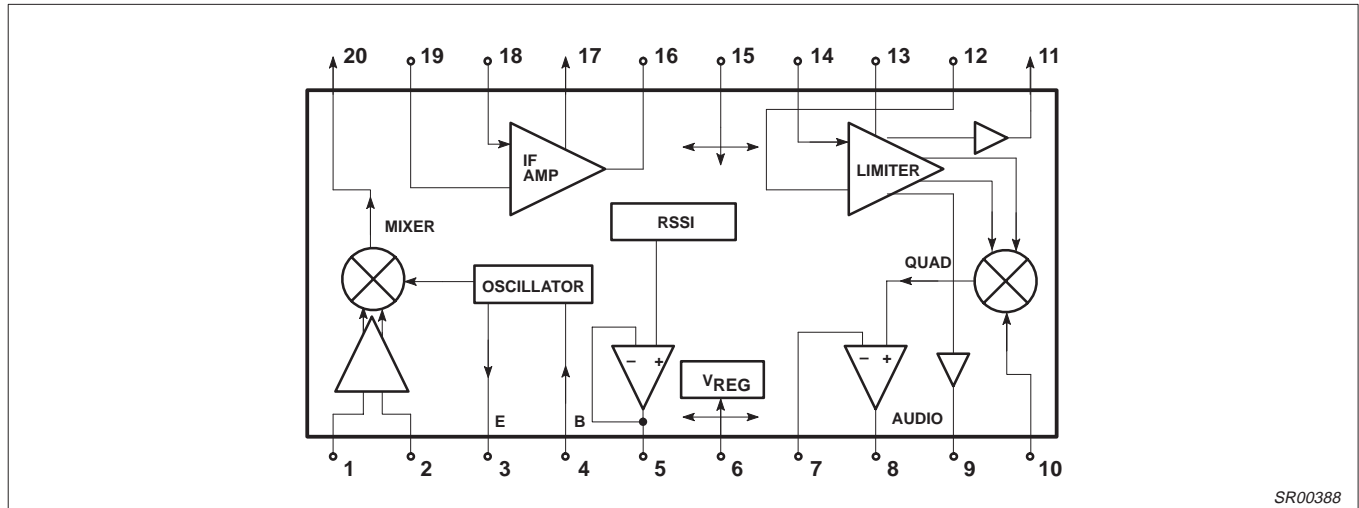 20 19 18 17 16 15 14 13 12 11
IF
AMP
LIMITER
RSSI
MIXER
QUAD
OSCILLATOR
– + – +
VREG
E B AUDIO
1 2 3 4 5 6 7 8 9 10
SR00388